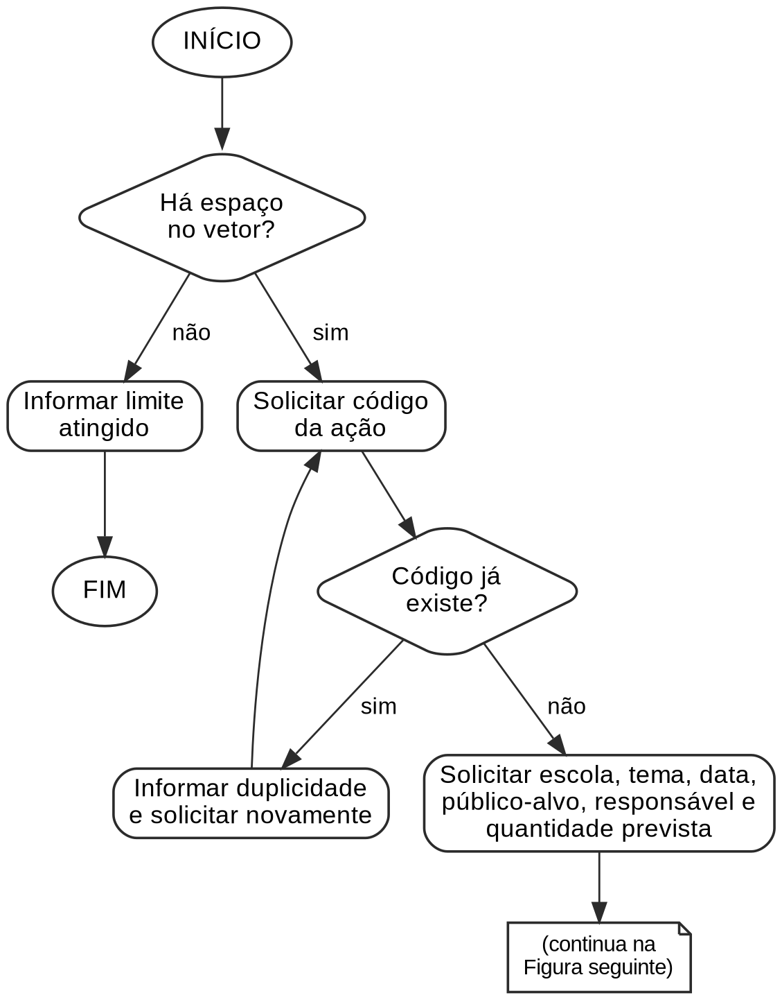 INÍCIO
Há espaço
no vetor?
não
sim
Informar limite
atingido
Solicitar código
da ação
FIM
Código já
existe?
sim
não
Informar duplicidade
e solicitar novamente
Solicitar escola, tema, data,
público-alvo, responsável e
quantidade prevista
(continua na
Figura seguinte)